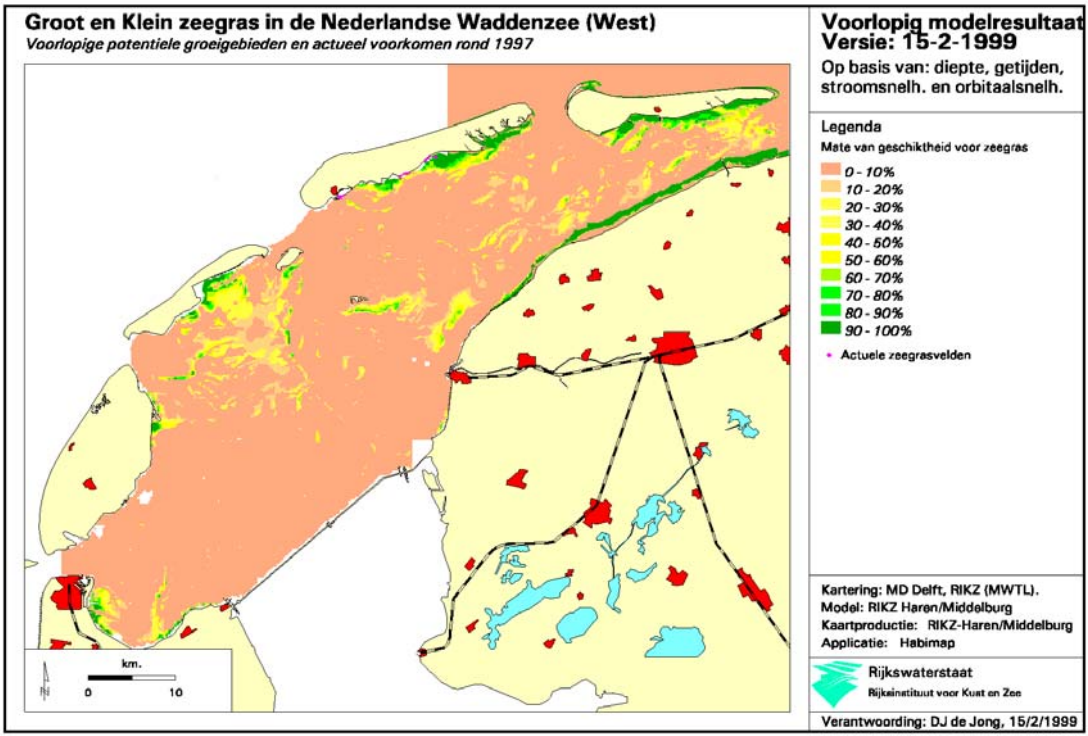 Groot en Klein zeegras in de Nederlandse Waddenzee (West)
Voorlopige potentiele groeigebieden en actueel voorkomen rond 1997
km.
0
10
N
Voorlopig modelresultaat
Versie: 15-2-1999
Op basis van: diepte, getijden,
stroomsnelh. en orbitaalsnelh.
Legenda
Mate van geschiktheid voor zeegras
0 - 10%
10 - 20%
20 - 30%
30 - 40%
40 - 50%
50 - 60%
60 - 70%
70 - 80%
80 - 90%
90 - 100%
Actuele zeegrasvelden
Kartering: MD Delft, RIKZ (MWTL).
Model: RIKZ Haren/Middelburg
Kaartproductie: RIKZ-Haren/Middelburg
Applicatie: Habimap
Rijkswaterstaat
Rijksinstituut voor Kust en Zee
Verantwoording: DJ de Jong, 15/2/1999